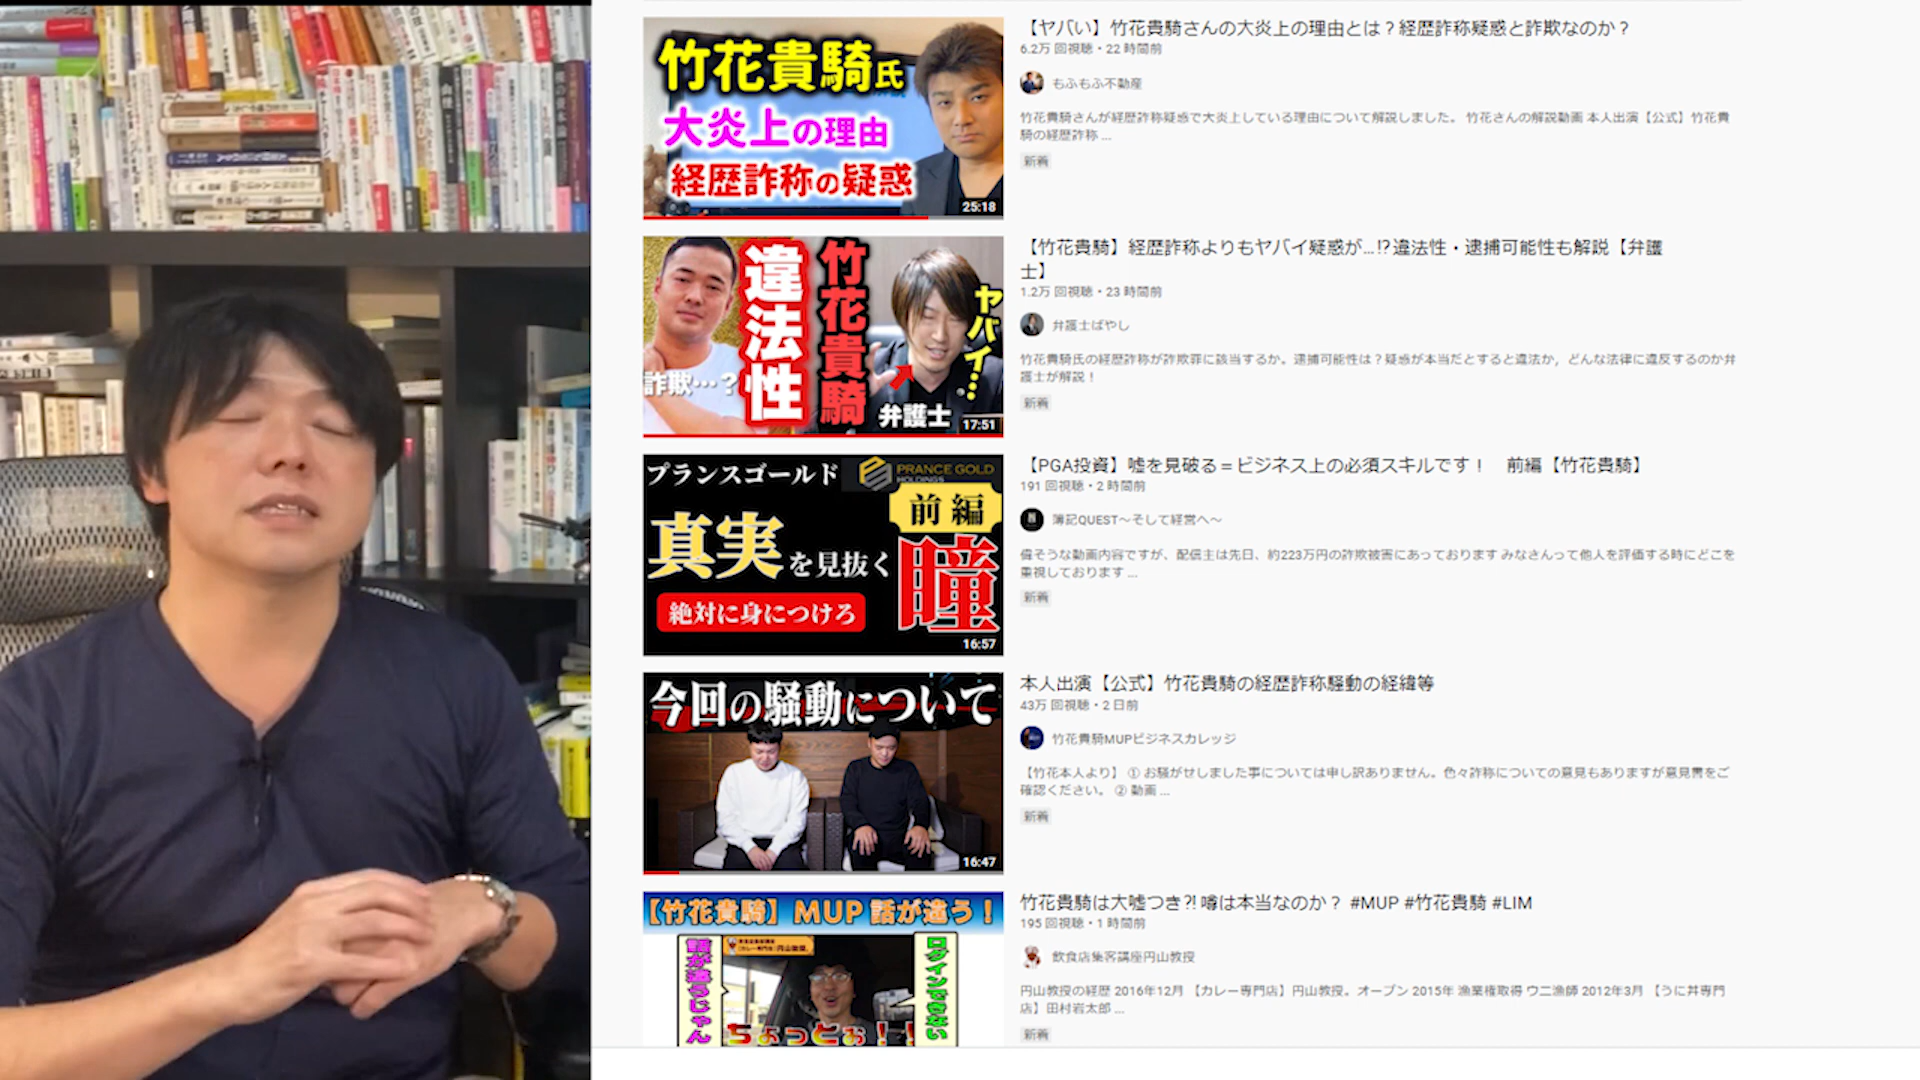 竹花貴騎氏
大炎上の理由
経歴詐称の疑惑
25:18
【ヤバい】竹花貴騎さんの大炎上の理由とは？経歴詐称疑惑と詐欺なのか？
6.2万 回視聴・22 時間前
もふもふ不動産
竹花貴騎さんが経歴詐称疑惑で大炎上している理由について解説しました。 竹花さんの解説動画 本人出演【公式】竹花貴
騎の経歴詐称 ...
新着
違法性
竹花貴騎
ヤバイ…
詐欺…？
弁護士
17:51
【竹花貴騎】経歴詐称よりもヤバイ疑惑が...!?違法性・逮捕可能性も解説【弁護
士】
1.2万 回視聴・23 時間前
弁護士ばやし
竹花貴騎氏の経歴詐称が詐欺罪に該当するか。逮捕可能性は？疑惑が本当だとすると違法か，どんな法律に違反するのか弁
護士が解説！
新着
プランスゴールド
PRANCE GOLD
HOLDINGS
前編
真実を見抜く
瞳
絶対に身につけろ
16:57
【PGA投資】嘘を見破る＝ビジネス上の必須スキルです！　前編【竹花貴騎】
191 回視聴・2 時間前
簿記QUEST～そして経営へ～
偉そうな動画内容ですが、配信主は先日、約223万円の詐欺被害にあっております みなさんって他人を評価する時にどこを
重視しております ...
新着
今回の騒動について
16:47
本人出演【公式】竹花貴騎の経歴詐称騒動の経緯等
43万 回視聴・2 日前
竹花貴騎MUPビジネスカレッジ
【竹花本人より】 ① お騒がせしました事については申し訳ありません。色々詐称についての意見もありますが意見書をご
確認ください。 ② 動画 ...
新着
【竹花貴騎】MUP 話が違う！
話が違うじゃん
ログインできない
ちょっとぉ！！
竹花貴騎は大嘘つき?! 噂は本当なのか？ #MUP #竹花貴騎 #LIM
195 回視聴・1 時間前
飲食店集客講座円山教授
円山教授の経歴 2016年12月 【カレー専門店】円山教授。オープン 2015年 漁業権取得 ウニ漁師 2012年3月 【うに丼専門
店】田村岩太郎 ...
新着